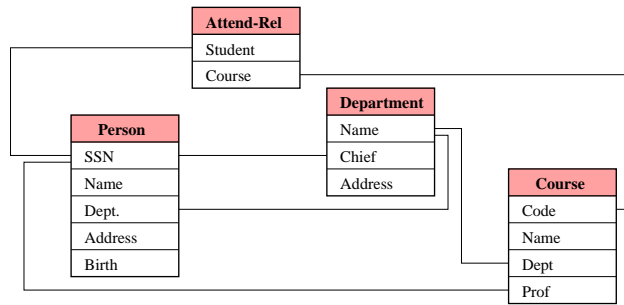 Attend-Rel
Student
Course
Department
Name
Chief
Address
Person
SSN
Name
Dept.
Address
Birth
Course
Code
Name
Dept
Prof